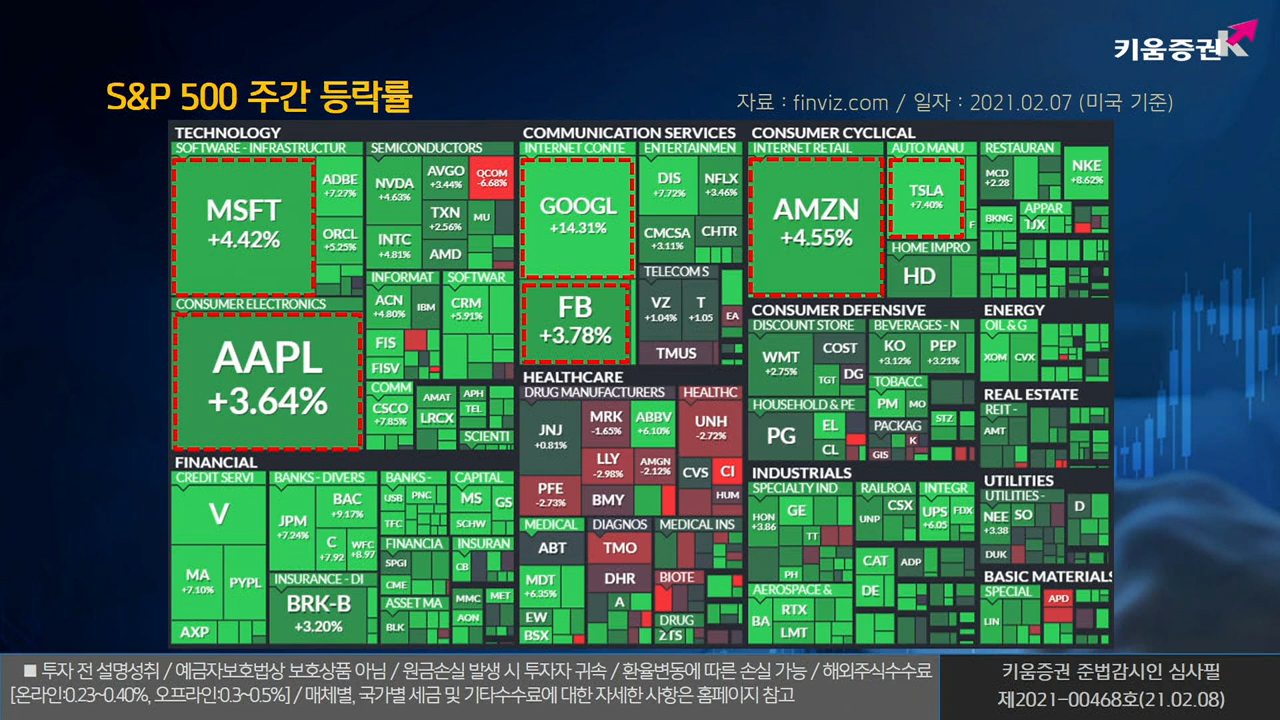 키움증권
S&P 500 주간 등락률
자료 : finviz.com / 일자 : 2021.02.07 (미국 기준)
TECHNOLOGY
SOFTWARE - INFRASTRUCTUR
MSFT
+4.42%
ADBE
+7.27%
ORCL
+5.25%
SEMICONDUCTORS
NVDA
+4.63%
AVGO
+3.44%
QCOM
-6.68%
TXN
+2.56%
MU
INTC
+4.81%
AMD
CONSUMER ELECTRONICS
AAPL
+3.64%
INFORMAT
ACN
+4.80%
IBM
FIS
FISV
SOFTWAR
CRM
+5.91%
COMM
CSCO
+7.85%
AMAT
LRCX
APH
TEL
SCIENTI
COMMUNICATION SERVICES
INTERNET CONTE
GOOGL
+14.31%
FB
+3.78%
ENTERTAINMEN
DIS
+7.72%
NFLX
+3.46%
CMCSA
+3.11%
CHTR
TELECOM S
VZ
+1.04%
T
+1.05
EA
TMUS
CONSUMER CYCLICAL
INTERNET RETAIL
AMZN
+4.55%
AUTO MANU
TSLA
+7.40%
F
HOME IMPRO
HD
RESTAURAN
MCD
+2.28
NKE
+8.62%
BKNG
APPAR
TJX
CONSUMER DEFENSIVE
DISCOUNT STORE
WMT
+2.75%
COST
TGT
DG
BEVERAGES - N
KO
+3.12%
PEP
+3.21%
TOBACC
PM
MO
STZ
HOUSEHOLD & PE
PG
EL
CL
PACKAG
K
GIS
ENERGY
OIL & G
XOM
CVX
REAL ESTATE
REIT -
AMT
HEALTHCARE
DRUG MANUFACTURERS
JNJ
+0.81%
MRK
-1.65%
ABBV
+6.10%
LLY
-2.98%
AMGN
-2.12%
PFE
-2.73%
BMY
HEALTHC
UNH
-2.72%
CVS
CI
HUM
MEDICAL
ABT
MDT
+6.35%
EW
BSX
DIAGNOS
TMO
DHR
A
MEDICAL INS
BIOTE
DRUG
ZTS
FINANCIAL
CREDIT SERVI
V
MA
+7.10%
PYPL
AXP
BANKS - DIVERS
JPM
+7.24%
BAC
+9.17%
C
+7.92
WFC
+8.97
INSURANCE - DI
BRK-B
+3.20%
BANKS -
USB
PNC
TFC
FINANCIA
SPGI
CME
ASSET MA
BLK
CAPITAL
MS
GS
SCHW
INSURAN
CB
MMC
MET
AON
INDUSTRIALS
SPECIALTY IND
HON
+3.86
GE
TT
PH
RAILROA
UNP
CSX
INTEGR
UPS
+6.05
FDX
CAT
ADP
DE
AEROSPACE &
BA
RTX
LMT
UTILITIES
UTILITIES -
NEE
+3.38
SO
D
DUK
BASIC MATERIALS
SPECIAL
LIN
APD
■ 투자 전 설명청취 / 예금자보호법상 보호상품 아님 / 원금손실 발생 시 투자자 귀속 / 환율변동에 따른 손실 가능 / 해외주식수수료
[온라인:0.23~0.40%, 오프라인:0.3~0.5%] / 매체별, 국가별 세금 및 기타수수료에 대한 자세한 사항은 홈페이지 참고
키움증권 준법감시인 심사필
제2021-00468호(21.02.08)